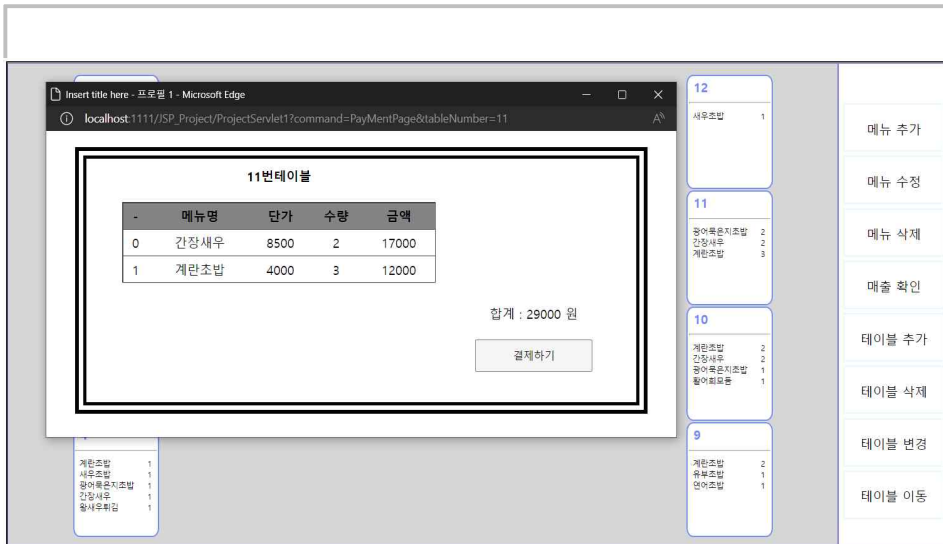 Insert title here - 프로필 1 - Microsoft Edge
localhost:1111/JSP_Project/ProjectServlet1?command=PayMentPage&tableNumber=11
11번테이블
- 메뉴명 단가 수량 금액
0 간장새우 8500 2 17000
1 계란초밥 4000 3 12000
합계 : 29000 원
결제하기
계란초밥 1
새우초밥 1
광어묵은지초밥 1
간장새우 1
왕새우튀김 1
12
새우초밥 1
11
광어묵은지초밥 2
간장새우 2
계란초밥 3
10
계란초밥 2
간장새우 2
광어묵은지초밥 1
활어회모둠 1
9
계란초밥 2
유부초밥 1
연어초밥 1
메뉴 추가
메뉴 수정
메뉴 삭제
매출 확인
테이블 추가
테이블 삭제
테이블 변경
테이블 이동